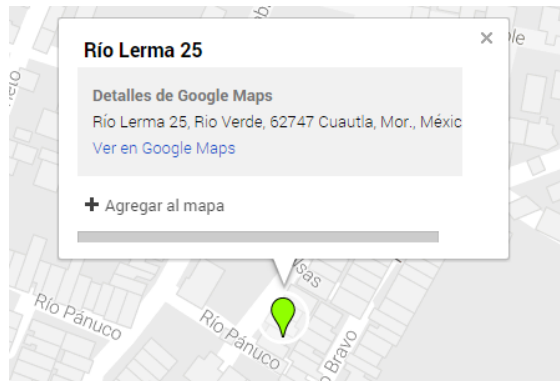 Río Lerma 25
Detalles de Google Maps
Río Lerma 25, Rio Verde, 62747 Cuautla, Mor., Méxic
Ver en Google Maps
Agregar al mapa
Río Pánuco
Río Pánuco
Bravo